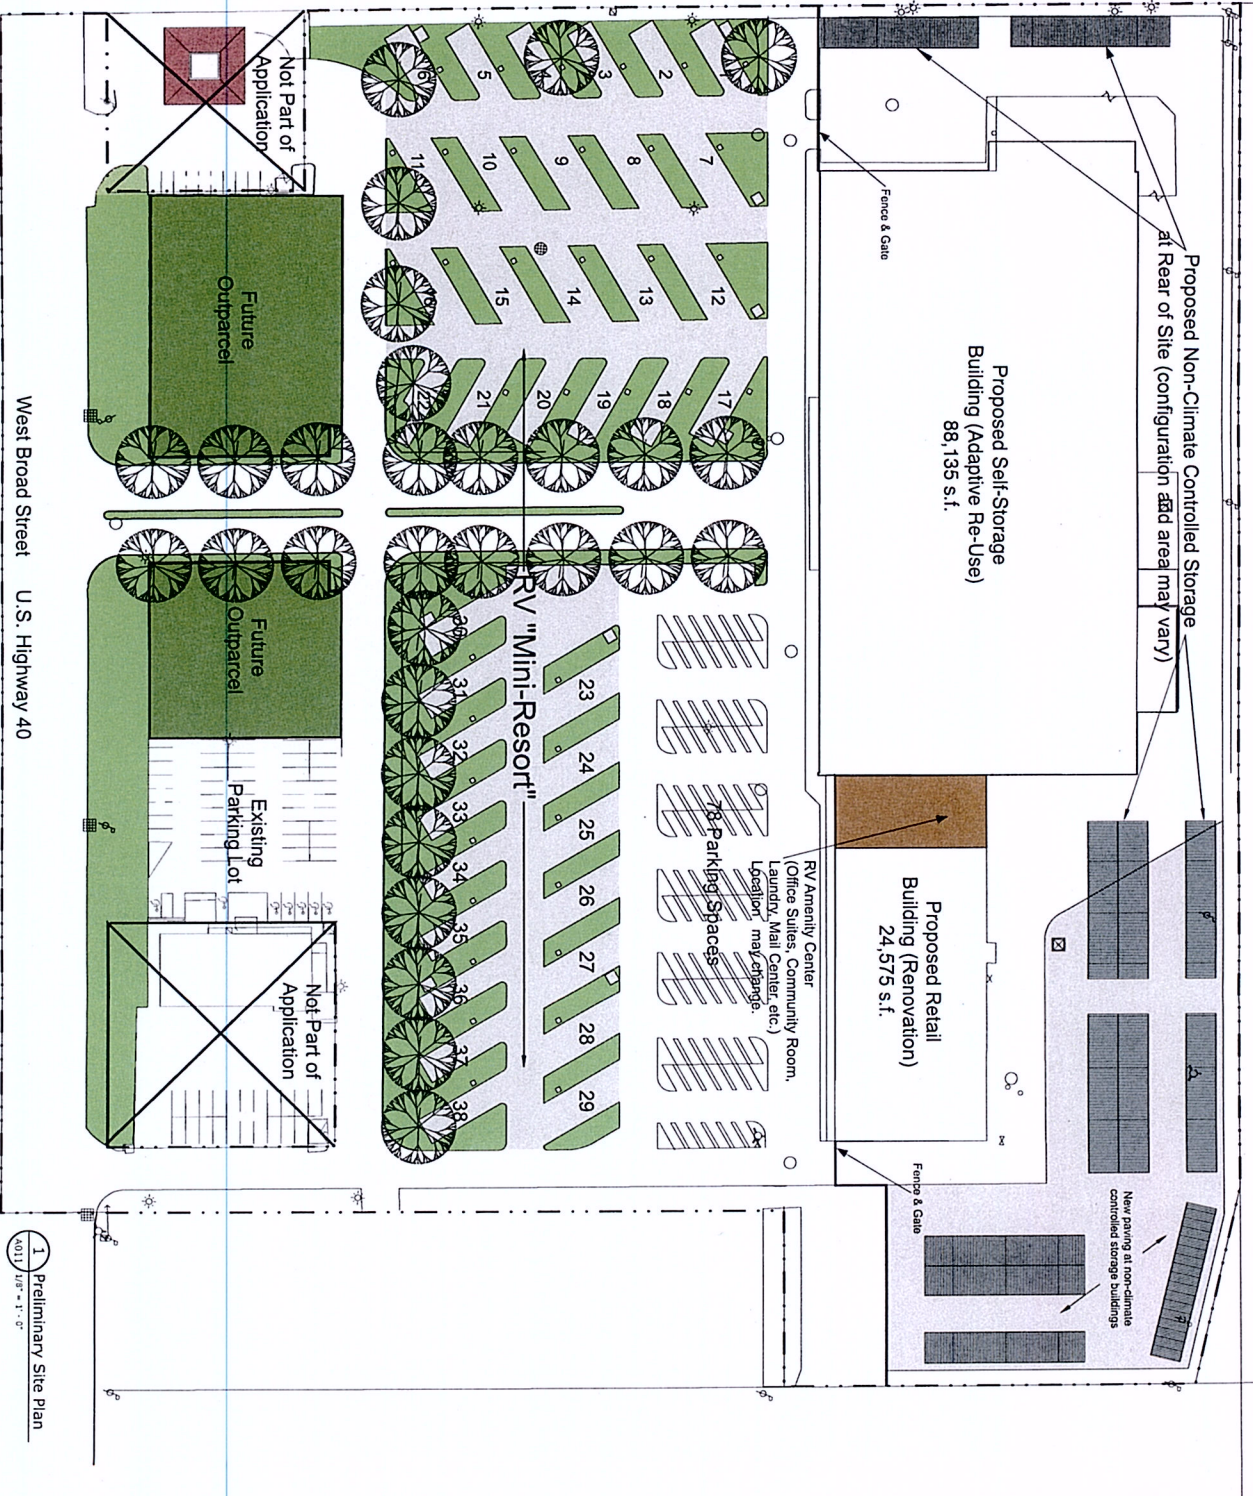 Proposed Non-Climate Controlled Storage
at Rear of Site (configuration and area may vary)
Fence & Gate
Proposed Self-Storage
Building (Adaptive Re-Use)
88,135 s.f.
Proposed Retail
Building (Renovation)
24,575 s.f.
New paving at non-climate
controlled storage buildings
Fence & Gate
RV Amenity Center
(Office Suites, Community Room,
Laundry, Mail Center, etc.)
Location may change.
78 Parking Spaces
1
2
3
4
5
6
7
8
9
10
11
12
13
14
15
16
17
18
19
20
21
22
RV "Mini-Resort"
23
24
25
26
27
28
29
30
31
32
33
34
35
36
37
38
Not Part of
Application
Future
Outparcel
Future
Outparcel
Existing
Parking Lot
Not Part of
Application
West Broad Street U.S. Highway 40
1
A011
Preliminary Site Plan
1/8" = 1'-0"